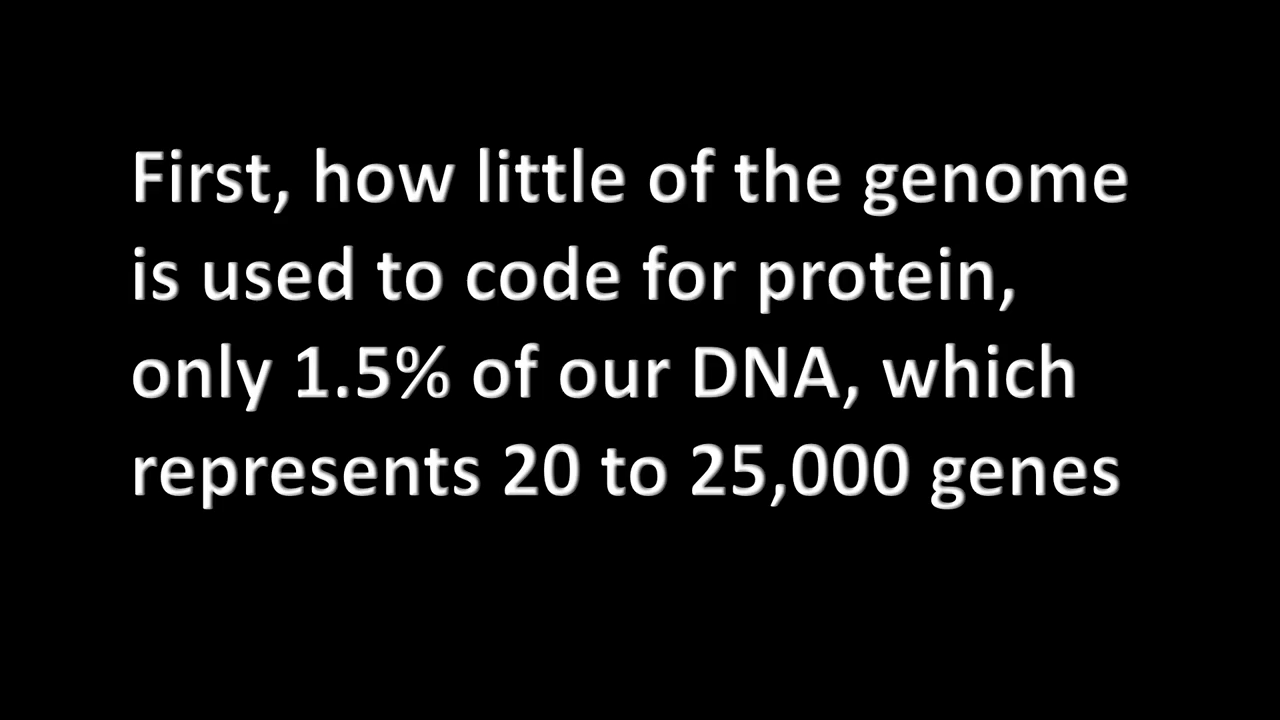 First, how little of the genome
is used to code for protein,
only 1.5% of our DNA, which
represents 20 to 25,000 genes